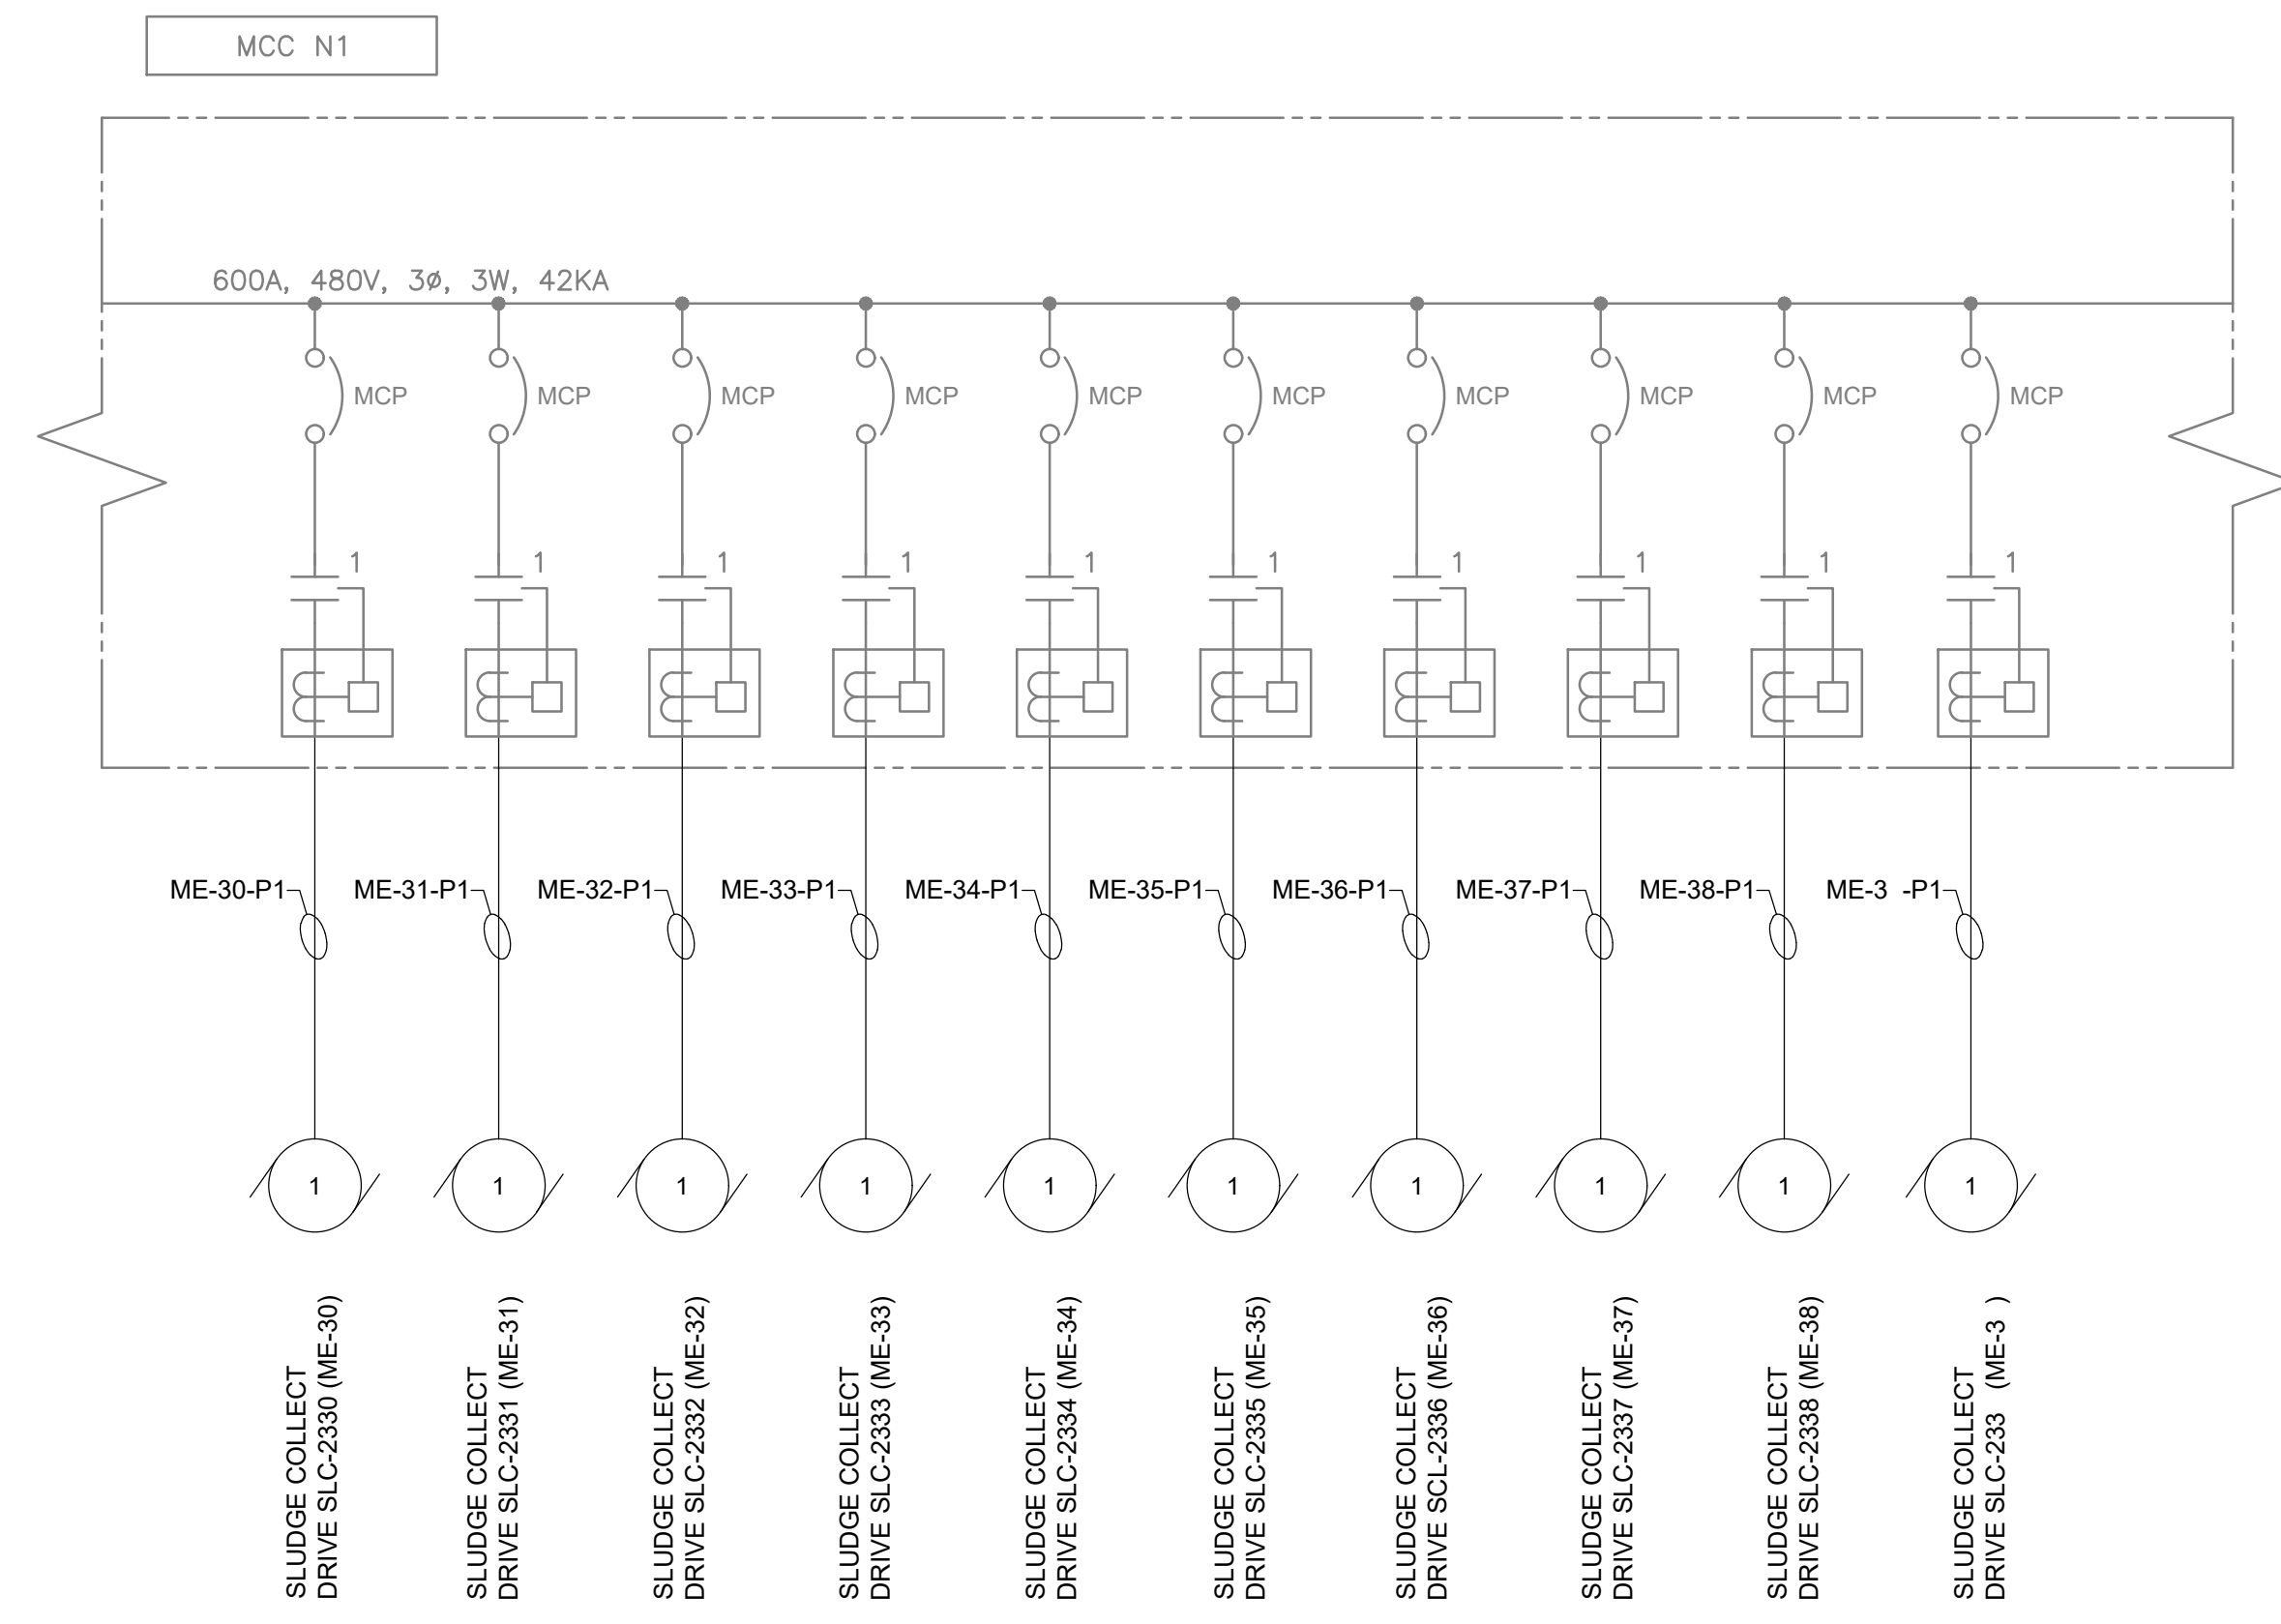 MCC N1
600A, 480V, 3ø, 3W, 42KA
MCP MCP MCP MCP MCP MCP MCP MCP MCP MCP
1 1 1 1 1 1 1 1 1 1
ME-30-P1 ME-31-P1 ME-32-P1 ME-33-P1 ME-34-P1 ME-35-P1 ME-36-P1 ME-37-P1 ME-38-P1 ME-3 -P1
1 1 1 1 1 1 1 1 1 1
SLUDGE COLLECT
DRIVE SLC-2330 (ME-30)
SLUDGE COLLECT
DRIVE SLC-2331 (ME-31)
SLUDGE COLLECT
DRIVE SLC-2332 (ME-32)
SLUDGE COLLECT
DRIVE SLC-2333 (ME-33)
SLUDGE COLLECT
DRIVE SLC-2334 (ME-34)
SLUDGE COLLECT
DRIVE SLC-2335 (ME-35)
SLUDGE COLLECT
DRIVE SCL-2336 (ME-36)
SLUDGE COLLECT
DRIVE SLC-2337 (ME-37)
SLUDGE COLLECT
DRIVE SLC-2338 (ME-38)
SLUDGE COLLECT
DRIVE SLC-233 (ME-3 )